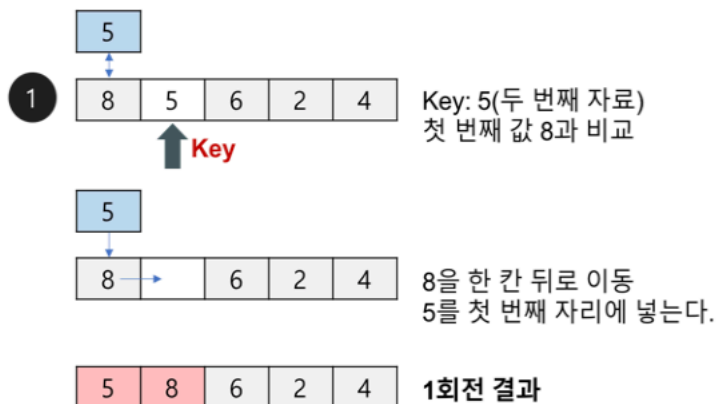 5
1
8 5 6 2 4
Key: 5(두 번째 자료)
첫 번째 값 8과 비교
Key
5
8 6 2 4
8을 한 칸 뒤로 이동
5를 첫 번째 자리에 넣는다.
5 8 6 2 4
1회전 결과